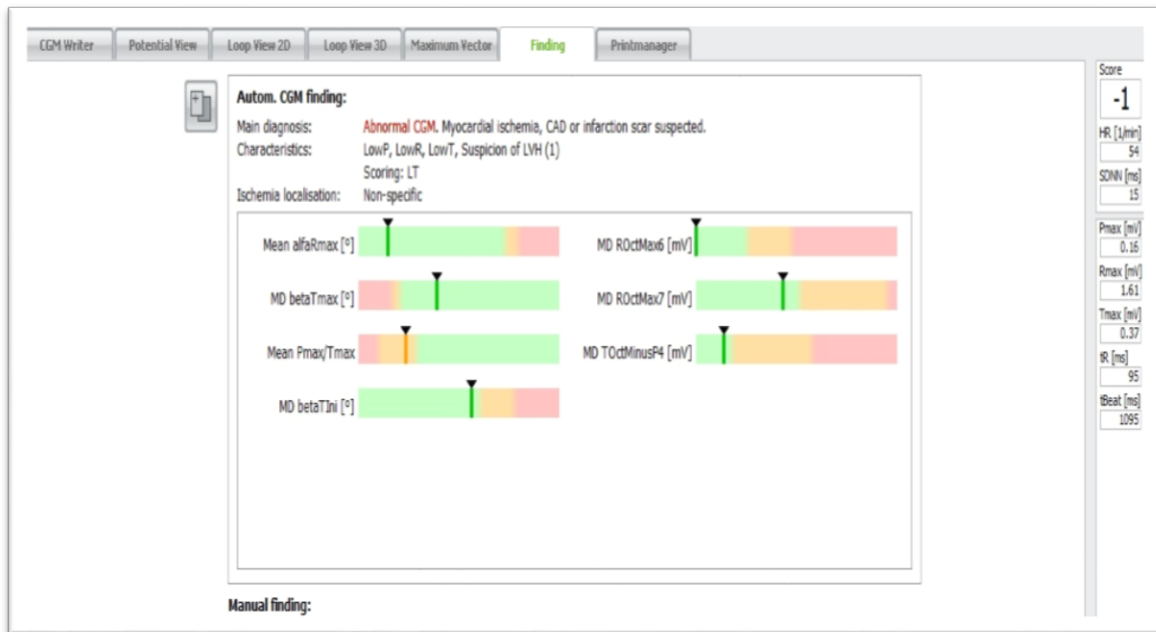 CGM Writer
Potential View
Loop View 2D
Loop View 3D
Maximum Vector
Finding
Printmanager
Autom. CGM finding:
Main diagnosis: Abnormal CGM. Myocardial ischemia, CAD or infarction scar suspected.
Characteristics: LowP, LowR, LowT, Suspicion of LVH (1)
Scoring: LT
Ischemia localisation: Non-specific
Mean alfaRmax [°]
MD betaTmax [°]
Mean Pmax/Tmax
MD betaTIni [°]
MD ROctMax6 [mV]
MD ROctMax7 [mV]
MD TOctMinusP4 [mV]
Manual finding:
Score
-1
HR [1/min]
54
SDNN [ms]
15
Pmax [mV]
0.16
Rmax [mV]
1.61
Tmax [mV]
0.37
tR [ms]
95
tBeat [ms]
1095